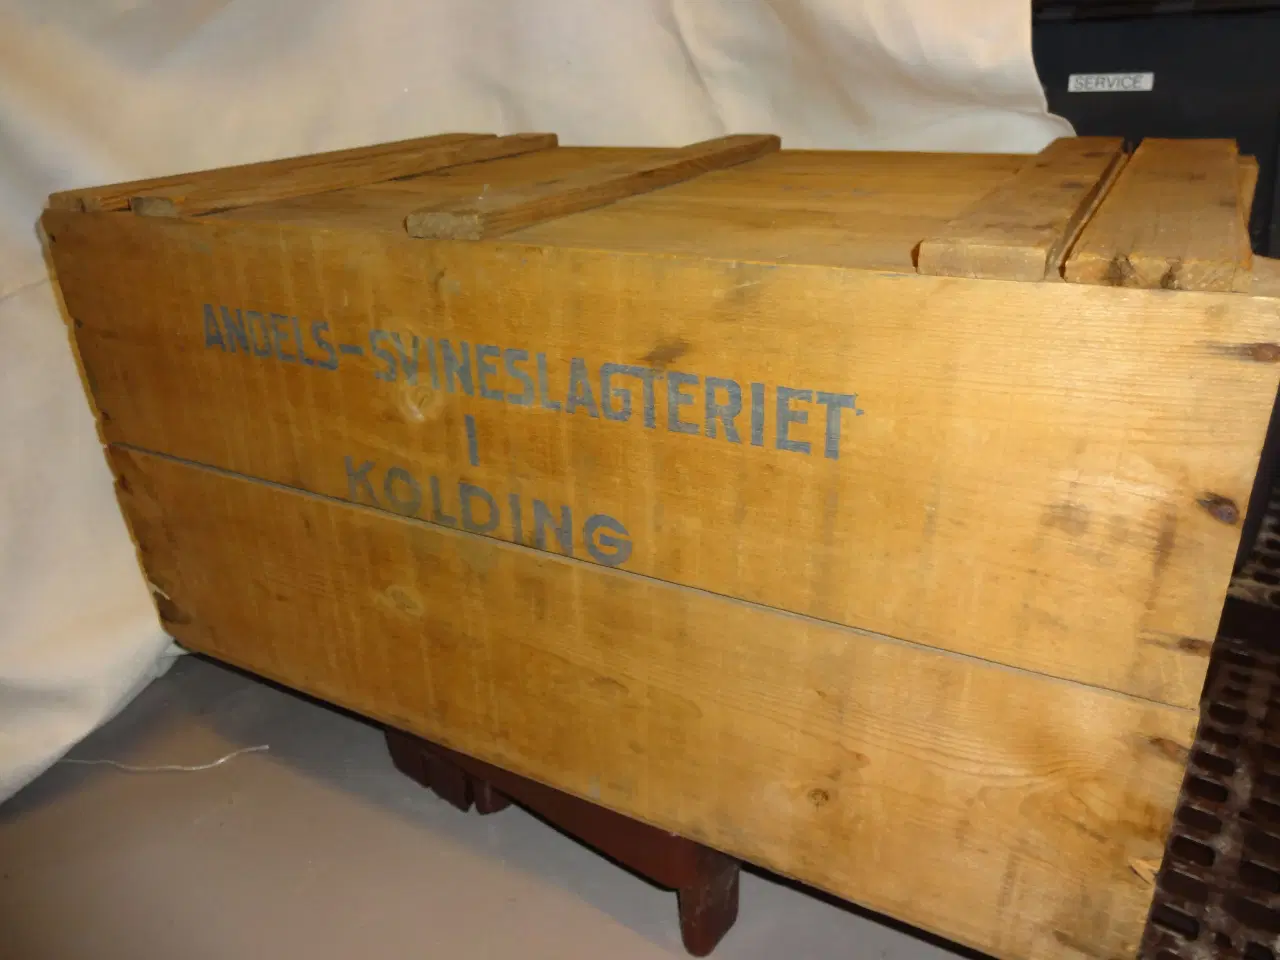 SERVICE
ANDELS-SVINESLAGTERIET
I
KOLDING